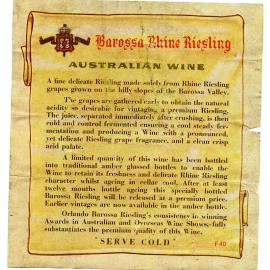 Barossa Rhine Riesling
AUSTRALIAN WINE
A fine delicate Riesling made solely from Rhine Riesling
grapes grown on the hilly slopes of the Barossa Valley.
The grapes are gathered early to obtain the natural
acidity so desirable for vintaging a premium Riesling.
The juice, separated immediately after crushing, is then
cold and control fermented ensuring a cool steady fer-
mentation and producing a Wine with a pronounced,
yet delicate Riesling grape fragrance, and a clean crisp
acid palate.
A limited quantity of this wine has been bottled
into traditional amber glassed bottles to enable the
Wine to retain its freshness and delicate Rhine Riesling
character whilst ageing in cellar cool. After at least
twelve months bottle ageing this specially bottled
Barossa Riesling will be released at a premium price.
Earlier vintages are now available in the amber bottle.
Orlando Barossa Riesling's consistency in winning
Awards in Australian and Overseas Wine Shows, fully
substantiates the premium quality of this Wine.
"SERVE COLD" F40